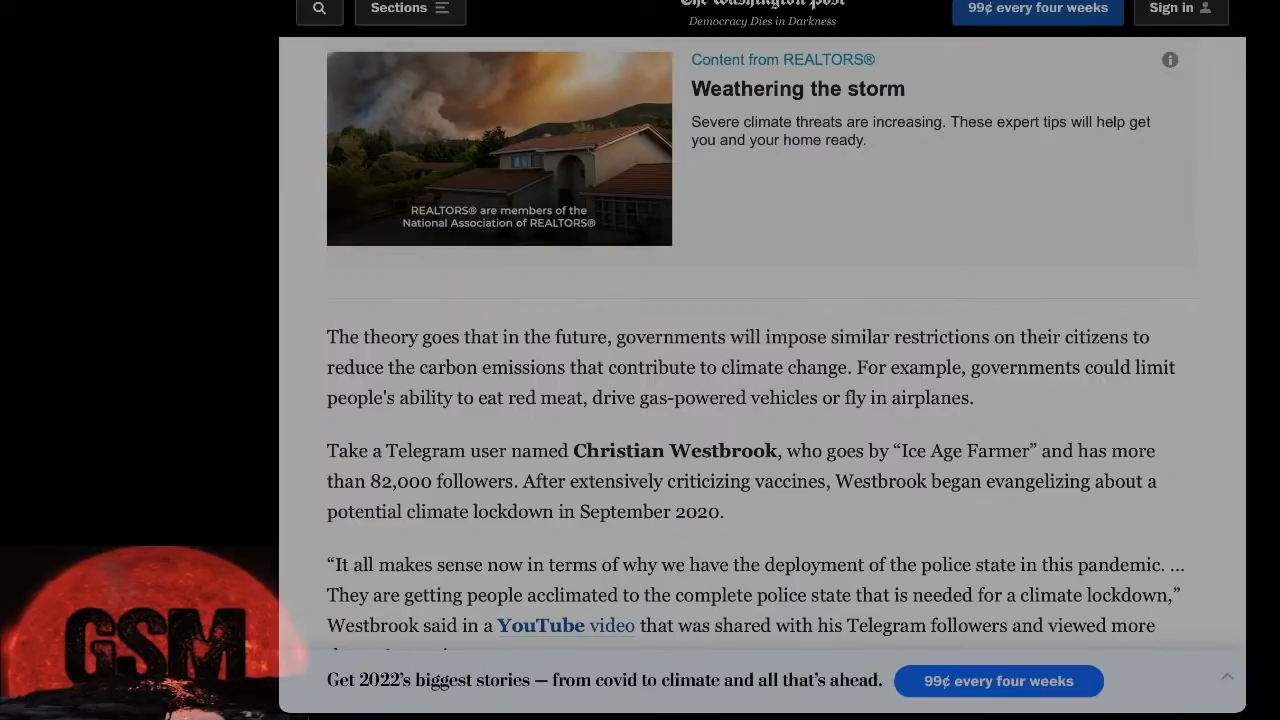 Sections
The Washington Post
99¢ every four weeks
Sign in
Democracy Dies in Darkness
Content from REALTORS®
Weathering the storm
Severe climate threats are increasing. These expert tips will help get
you and your home ready.
REALTORS® are members of the
National Association of REALTORS®
The theory goes that in the future, governments will impose similar restrictions on their citizens to
reduce the carbon emissions that contribute to climate change. For example, governments could limit
people's ability to eat red meat, drive gas-powered vehicles or fly in airplanes.
Take a Telegram user named Christian Westbrook, who goes by “Ice Age Farmer” and has more
than 82,000 followers. After extensively criticizing vaccines, Westbrook began evangelizing about a
potential climate lockdown in September 2020.
“It all makes sense now in terms of why we have the deployment of the police state in this pandemic. ...
They are getting people acclimated to the complete police state that is needed for a climate lockdown,”
Westbrook said in a YouTube video that was shared with his Telegram followers and viewed more
GSM
Get 2022’s biggest stories — from covid to climate and all that’s ahead.
99¢ every four weeks